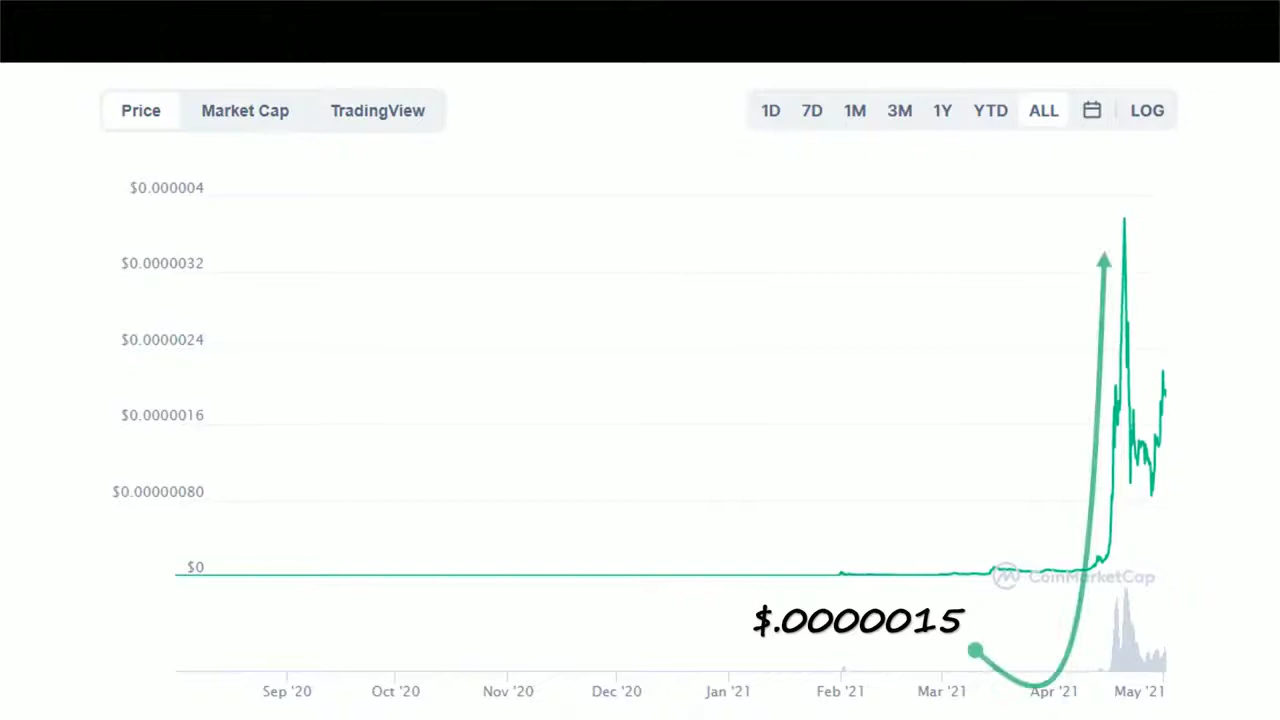 Price Market Cap TradingView 1D 7D 1M 3M 1Y YTD ALL LOG
$0.000004
$0.0000032
$0.0000024
$0.0000016
$0.00000080
$0
CoinMarketCap
$.0000015
Sep '20 Oct '20 Nov '20 Dec '20 Jan '21 Feb '21 Mar '21 Apr '21 May '21